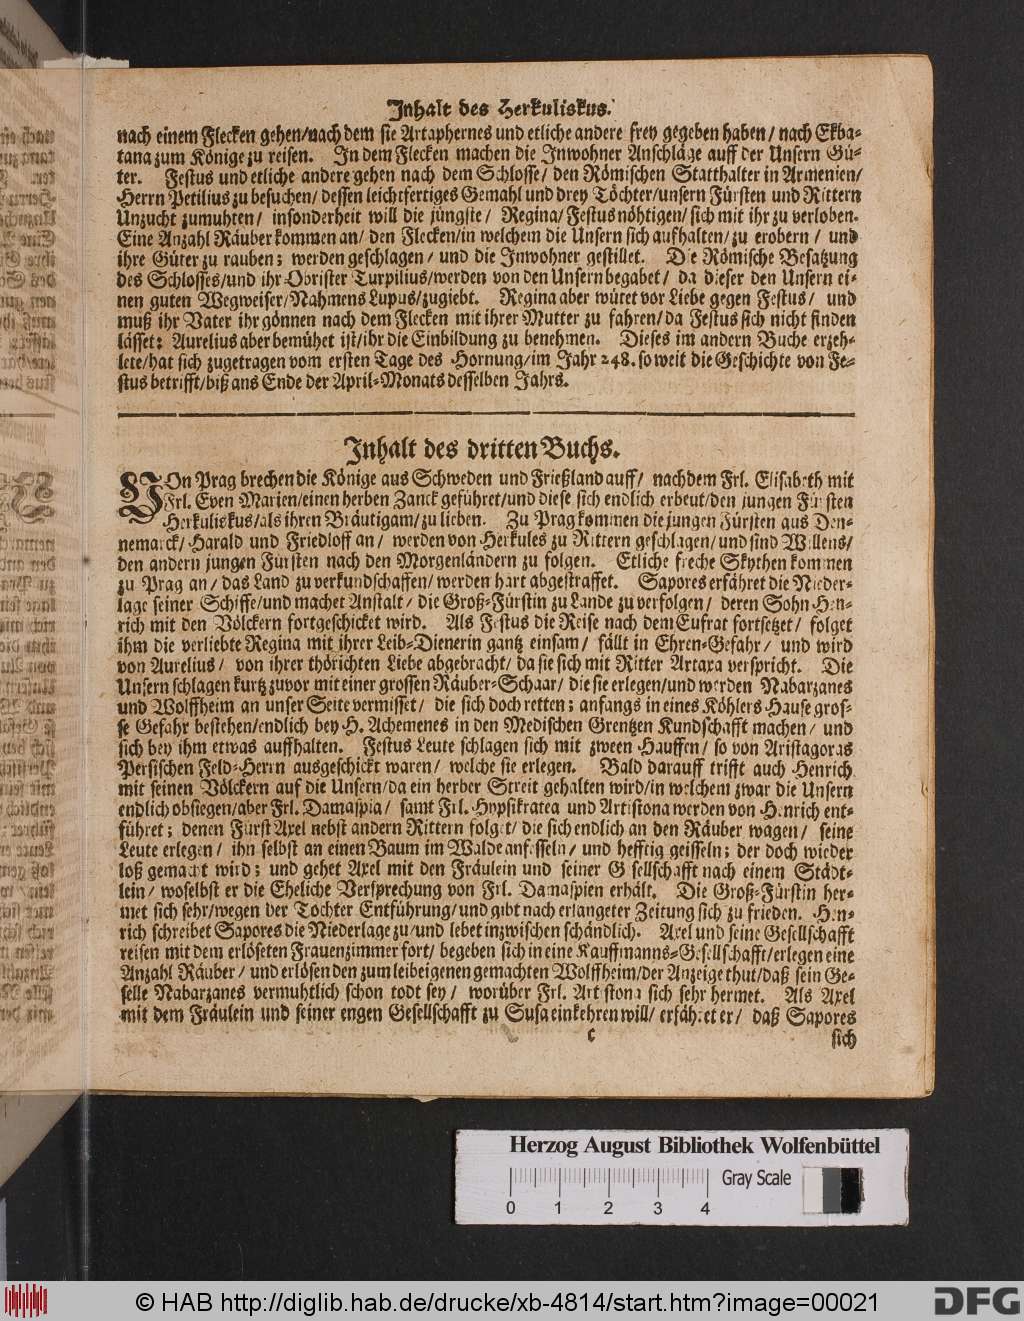 Inhalt des Herkuliskus.
nach einem Flecken gehen/nach dem sie Artaphernes und etliche andere frey gegeben haben/ nach Ekba-
tana zum Könige zu reisen. In dem Flecken machen die Inwohner Anschläge auff der Unsern Gü-
ter. Festus und etliche andere gehen nach dem Schlosse/ den Römischen Statthalter in Armenien/
Herrn Petilius zu besuchen/ dessen leichtfertiges Gemahl und drey Töchter/unsern Fürsten und Rittern
Unzucht zumuhten/ insonderheit will die jüngste/ Regina/ Festus nöhtigen/ sich mit ihr zu verloben.
Eine Anzahl Räuber kommen an/ den Flecken/in welchem die Unsern sich aufhalten/ zu erobern/ und
ihre Güter zu rauben; werden geschlagen/ und die Inwohner gestillet. Die Römische Besatzung
des Schlosses/und ihr Obrister Turpilius/werden von den Unsern begabet/ da dieser den Unsern ei-
nen guten Wegweiser/Nahmens Lupus/zugiebt. Regina aber wütet vor Liebe gegen Festus/ und
muß ihr Vater ihr gönnen nach dem Flecken mit ihrer Mutter zu fahren/da Festus sich nicht finden
lässet: Aurelius aber bemühet ist/ihr die Einbildung zu benehmen. Dieses im andern Buche erzeh-
lete/hat sich zugetragen vom ersten Tage des Hornung/im Jahr 248. so weit die Geschichte von Fe-
stus betrifft/biß ans Ende der April-Monats desselben Jahrs.
Inhalt des dritten Buchs.
VOn Prag brechen die Könige aus Schweden und Frießland auff/ nachdem Frl. Elisabeth mit
Frl. Even Marien/einen herben Zanck geführet/und diese sich endlich erbeut/den jungen Fürsten
Herkuliskus/als ihren Bräutigam/zu lieben. Zu Prag kommen die jungen Fürsten aus Den-
nemarck/ Harald und Friedloff an/ werden von Herkules zu Rittern geschlagen/und sind Willens/
den andern jungen Fürsten nach den Morgenländern zu folgen. Etliche freche Skythen kommen
zu Prag an/ das Land zu verkundschaffen/ werden hart abgestraffet. Sapores erfähret die Nieder-
lage seiner Schiffe/und machet Anstalt/ die Groß-Fürstin zu Lande zu verfolgen/ deren Sohn Hen-
rich mit den Völckern fortgeschicket wird. Als Festus die Reise nach dem Eufrat fortsetzet/ folget
ihm die verliebte Regina mit ihrer Leib-Dienerin gantz einsam/ fällt in Ehren-Gefahr/ und wird
von Aurelius/ von ihrer thörichten Liebe abgebracht/ da sie sich mit Ritter Artaxa verspricht. Die
Unsern schlagen kurtz zuvor mit einer grossen Räuber-Schaar/ die sie erlegen/und werden Nabarzanes
und Wolffheim an unser Seite vermisset/ die sich doch retten; anfangs in eines Köhlers Hause gros-
se Gefahr bestehen/endlich bey H. Achemenes in den Medischen Grentzen Kundschafft machen/ und
sich bey ihm etwas auffhalten. Festus Leute schlagen sich mit zween Hauffen/ so von Aristagoras
Persischen Feld-Herrn ausgeschickt waren/ welche sie erlegen. Bald darauff trifft auch Henrich
mit seinen Völckern auf die Unsern/da ein herber Streit gehalten wird/in welchem zwar die Unsern
endlich obsiegen/aber Frl. Damaspia/ samt Frl. Hypsikratea und Artistona werden von Henrich ent-
führet; denen Fürst Axel nebst andern Rittern folget/ die sich endlich an den Räuber wagen/ seine
Leute erlegen/ ihn selbst an einen Baum im Walde anfesseln/ und hefftig geisseln; der doch wieder
loß gemacht wird; und gehet Axel mit den Fräulein und seiner Gesellschafft nach einem Städt-
lein/ woselbst er die Eheliche Versprechung von Frl. Damaspien erhält. Die Groß-Fürstin her-
met sich sehr/wegen der Tochter Entführung/und gibt nach erlangeter Zeitung sich zu frieden. Hen-
rich schreibet Sapores die Niederlage zu/und lebet inzwischen schändlich. Axel und seine Gesellschafft
reisen mit dem erlöseten Frauenzimmer fort/ begeben sich in eine Kauffmanns-Gesellschafft/erlegen eine
Anzahl Räuber/ und erlösen den zum leibeigenen gemachten Wolffheim/der Anzeige thut/daß sein Ge-
selle Nabarzanes vermuhtlich schon todt sey/ worüber Frl. Artistona sich sehr hermet. Als Axel
mit dem Fräulein und seiner engen Gesellschafft zu Susa einkehren will/ erfähret er/ daß Sapores
c sich
Herzog August Bibliothek Wolfenbüttel
Gray Scale
0 1 2 3 4
© HAB http://diglib.hab.de/drucke/xb-4814/start.htm?image=00021
DFG